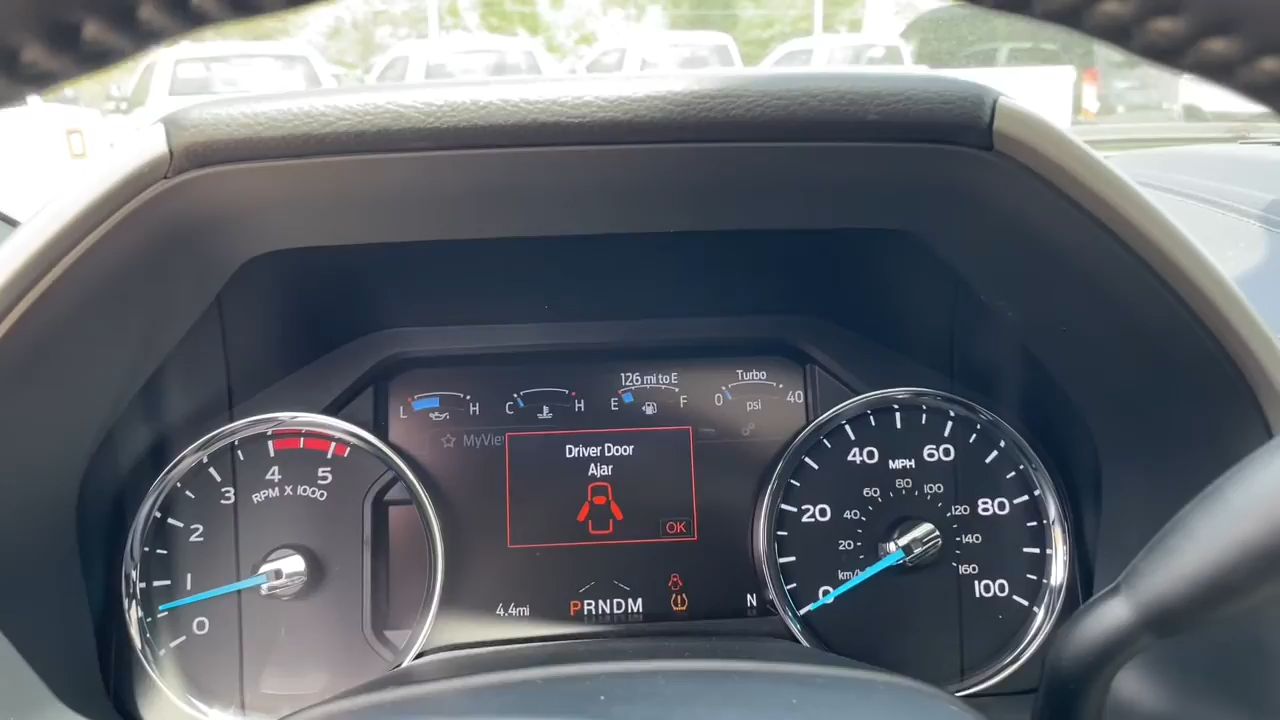 126 mi to E
Turbo
L H
C H
E F
0 40
psi
MyVie
Driver Door
Ajar
OK
4 5
RPM X 1000
3
2
1
0
40 MPH 60
60 80 100
20 40 120 80
20 140
km/h 160
0 100
4.4mi
PRNDM
N